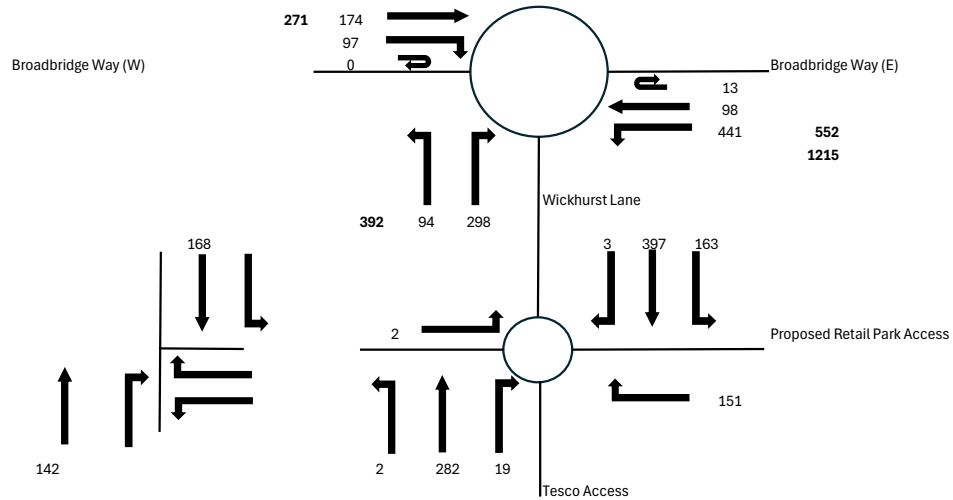 271 174
97
0
Broadbridge Way (W)
Broadbridge Way (E)
13
98
441 552
1215
Wickhurst Lane
392 94 298
168
3 397 163
2
Proposed Retail Park Access
151
142
2 282 19
Tesco Access